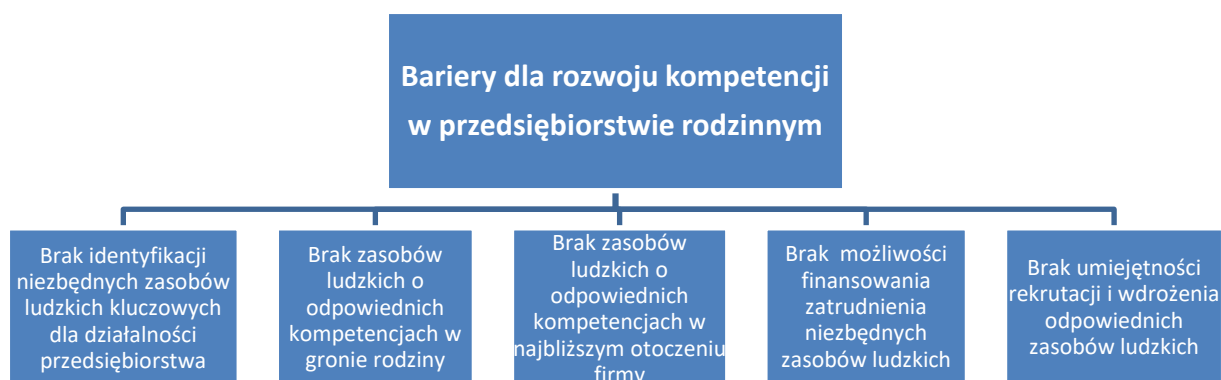 Bariery dla rozwoju kompetencji
w przedsiębiorstwie rodzinnym
Brak identyfikacji
niezbędnych zasobów
ludzkich kluczowych
dla działalności
przedsiębiorstwa
Brak zasobów
ludzkich o
odpowiednich
kompetencjach w
gronie rodziny
Brak zasobów
ludzkich o
odpowiednich
kompetencjach w
najbliższym otoczeniu
firmy
Brak możliwości
finansowania
zatrudnienia
niezbędnych
zasobów ludzkich
Brak umiejętności
rekrutacji i wdrożenia
odpowiednich
zasobów ludzkich